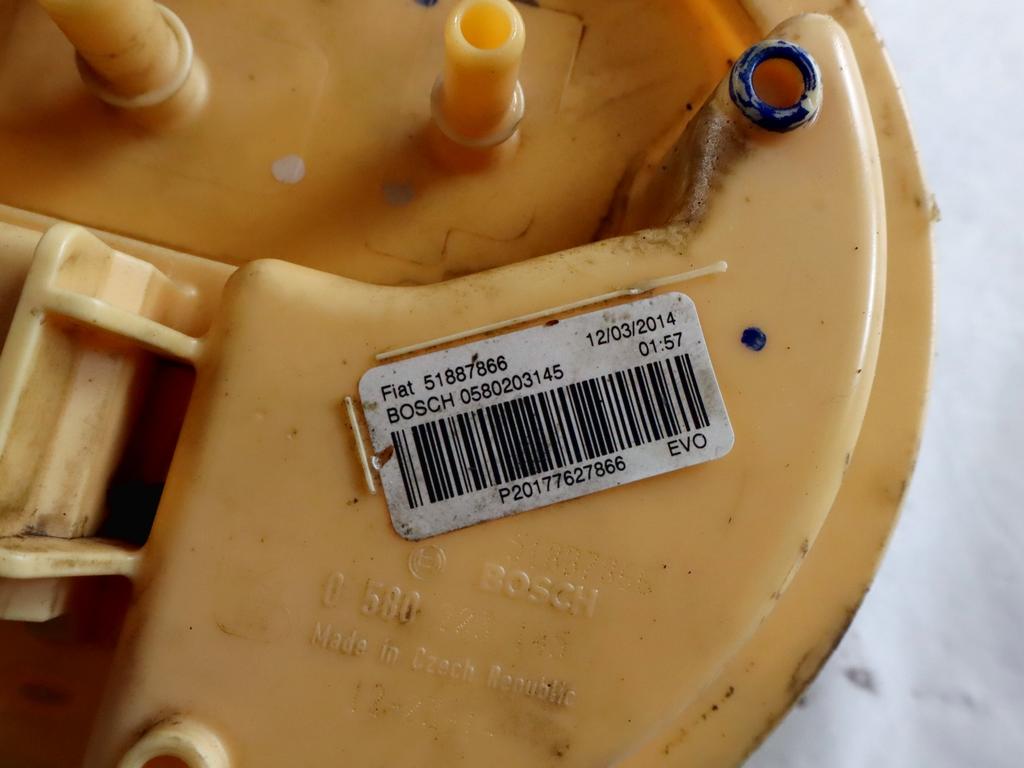 12/03/2014
Fiat 51887866 01:57
BOSCH 0580203145
P20177627866 EVO
BOSCH
0 580
Made in Czech Republic